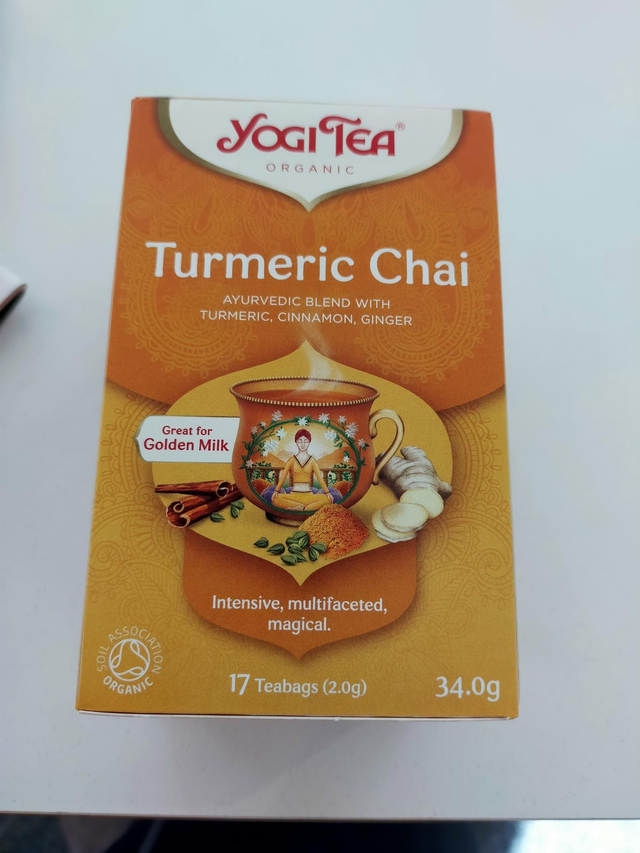 YOGI TEA®
ORGANIC
Turmeric Chai
AYURVEDIC BLEND WITH
TURMERIC, CINNAMON, GINGER
Great for
Golden Milk
Intensive, multifaceted,
magical.
SOIL ASSOCIATION
ORGANIC
17 Teabags (2.0g)
34.0g